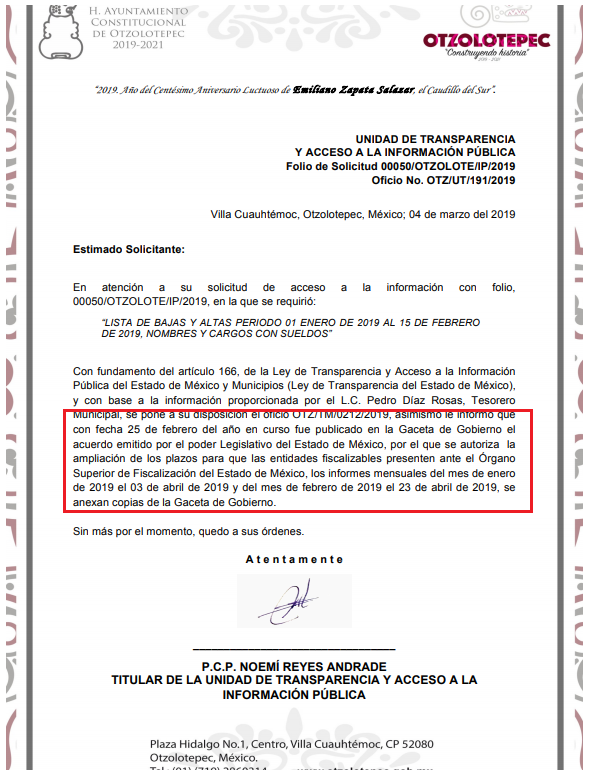 H. AYUNTAMIENTO
CONSTITUCIONAL
DE OTZOLOTEPEC
2019-2021
OTZOLOTEPEC
"Construyendo historia"
"2019. Año del Centésimo Aniversario Luctuoso de Emiliano Zapata Salazar, el Caudillo del Sur".
UNIDAD DE TRANSPARENCIA
Y ACCESO A LA INFORMACIÓN PÚBLICA
Folio de Solicitud 00050/OTZOLOTE/IP/2019
Oficio No. OTZ/UT/191/2019
Villa Cuauhtémoc, Otzolotepec, México; 04 de marzo del 2019
Estimado Solicitante:
En atención a su solicitud de acceso a la información con folio,
00050/OTZOLOTE/IP/2019, en la que se requirió:
"LISTA DE BAJAS Y ALTAS PERIODO 01 ENERO DE 2019 AL 15 DE FEBRERO
DE 2019, NOMBRES Y CARGOS CON SUELDOS"
Con fundamento del artículo 166, de la Ley de Transparencia y Acceso a la Información
Pública del Estado de México y Municipios (Ley de Transparencia del Estado de México),
y con base a la información proporcionada por el L.C. Pedro Díaz Rosas, Tesorero
Municipal, se pone a su disposición el oficio OTZ/TM/0212/2019, asimismo le informo que
con fecha 25 de febrero del año en curso fue publicado en la Gaceta de Gobierno el
acuerdo emitido por el poder Legislativo del Estado de México, por el que se autoriza la
ampliación de los plazos para que las entidades fiscalizables presenten ante el Órgano
Superior de Fiscalización del Estado de México, los informes mensuales del mes de enero
de 2019 el 03 de abril de 2019 y del mes de febrero de 2019 el 23 de abril de 2019, se
anexan copias de la Gaceta de Gobierno.
Sin más por el momento, quedo a sus órdenes.
Atentamente
P.C.P. NOEMÍ REYES ANDRADE
TITULAR DE LA UNIDAD DE TRANSPARENCIA Y ACCESO A LA
INFORMACIÓN PÚBLICA
Plaza Hidalgo No.1, Centro, Villa Cuauhtémoc, CP 52080
Otzolotepec, México.